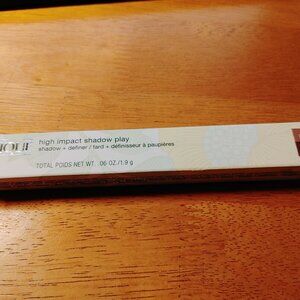 high impact shadow play
shadow + definer / fard + définisseur à paupières
TOTAL POIDS NET WT. .06 OZ./1.9 g